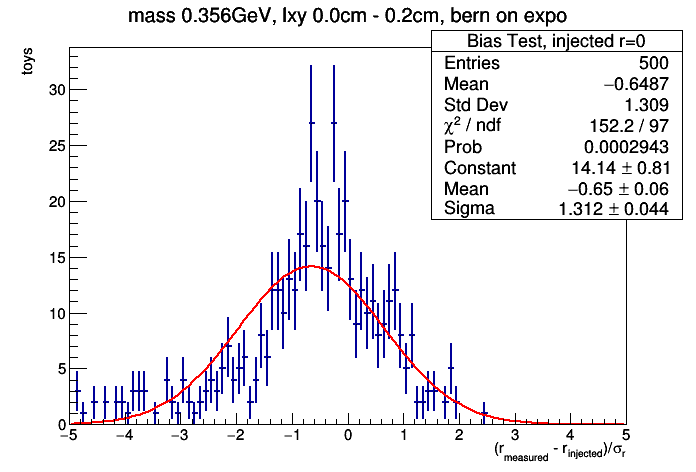 mass 0.356GeV, lxy 0.0cm - 0.2cm, bern on expo
Bias Test, injected r=0
Entries 500
Mean −0.6487
Std Dev 1.309
χ² / ndf 152.2 / 97
Prob 0.0002943
Constant 14.14 ± 0.81
Mean −0.65 ± 0.06
Sigma 1.312 ± 0.044
toys
30
25
20
15
10
5
0
−5 −4 −3 −2 −1 0 1 2 3 4 5
(r_measured - r_injected)/σ_r